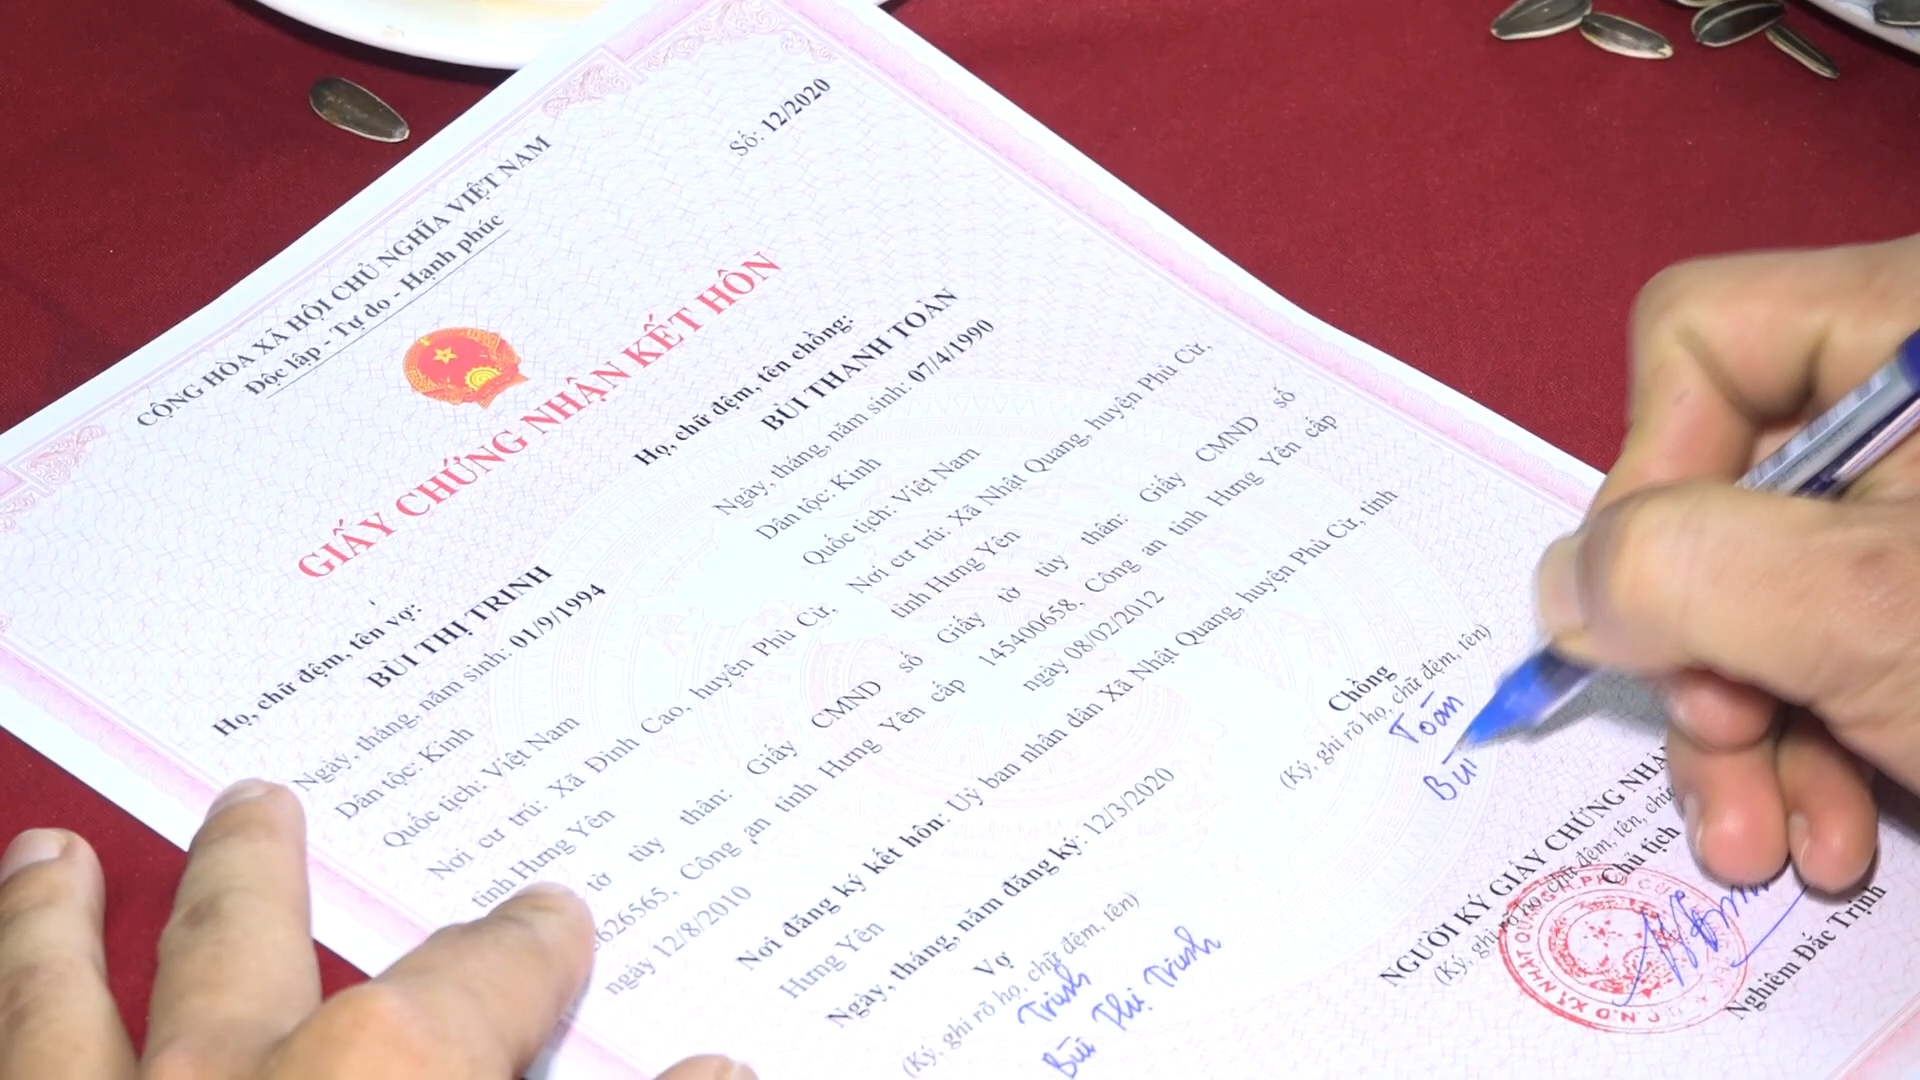 CỘNG HÒA XÃ HỘI CHỦ NGHĨA VIỆT NAM
Độc lập - Tự do - Hạnh phúc
Số: 12/2020
GIẤY CHỨNG NHẬN KẾT HÔN
Họ, chữ đệm, tên vợ:
BÙI THỊ TRINH
Ngày, tháng, năm sinh: 01/9/1994
Dân tộc: Kinh
Quốc tịch: Việt Nam
Nơi cư trú: Xã Đình Cao, huyện Phù Cừ,
tỉnh Hưng Yên
tờ tùy thân: Giấy CMND số
626565, Công an tỉnh Hưng Yên cấp
ngày 12/8/2010
Họ, chữ đệm, tên chồng:
BÙI THANH TOÀN
Ngày, tháng, năm sinh: 07/4/1990
Dân tộc: Kinh
Quốc tịch: Việt Nam
Nơi cư trú: Xã Nhật Quang, huyện Phù Cừ,
tỉnh Hưng Yên
Giấy tờ tùy thân: Giấy CMND số
145400658, Công an tỉnh Hưng Yên cấp
ngày 08/02/2012
Nơi đăng ký kết hôn: Uỷ ban nhân dân Xã Nhật Quang, huyện Phù Cừ, tỉnh
Hưng Yên
Ngày, tháng, năm đăng ký: 12/3/2020
Vợ
(Ký, ghi rõ họ, chữ đệm, tên)
Trinh
Bùi Thị Trinh
Chồng
(Ký, ghi rõ họ, chữ đệm, tên)
Toàn
Bùi
NGƯỜI KÝ GIẤY CHỨNG NHẬN
(Ký, ghi rõ họ, chữ đệm, tên, chức
Chủ tịch
Nghiêm Đắc Trịnh